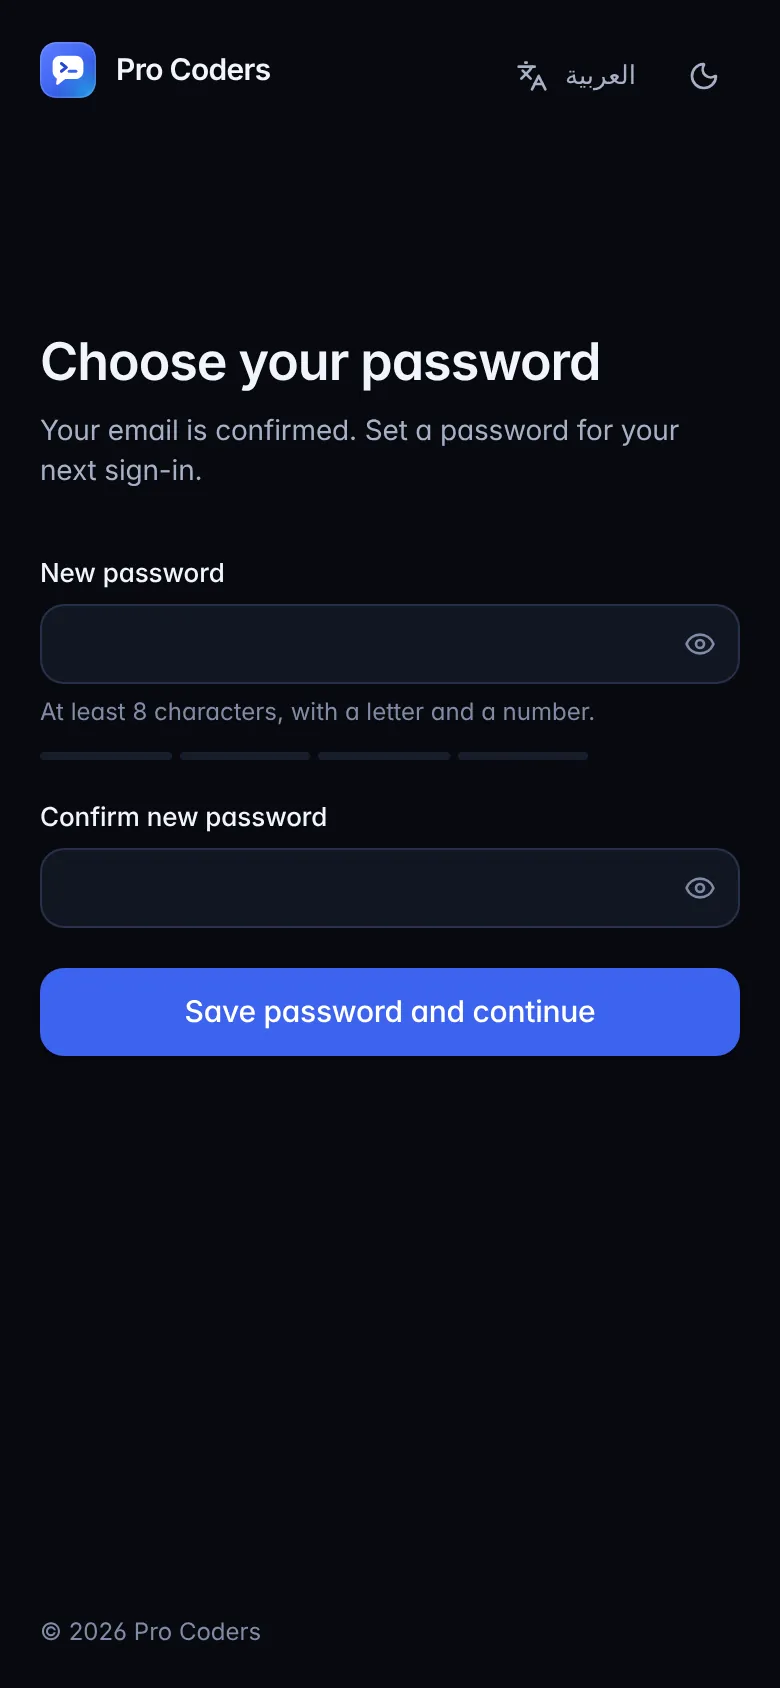 Pro Coders
العربية
Choose your password
Your email is confirmed. Set a password for your
next sign-in.
New password
At least 8 characters, with a letter and a number.
Confirm new password
Save password and continue
© 2026 Pro Coders